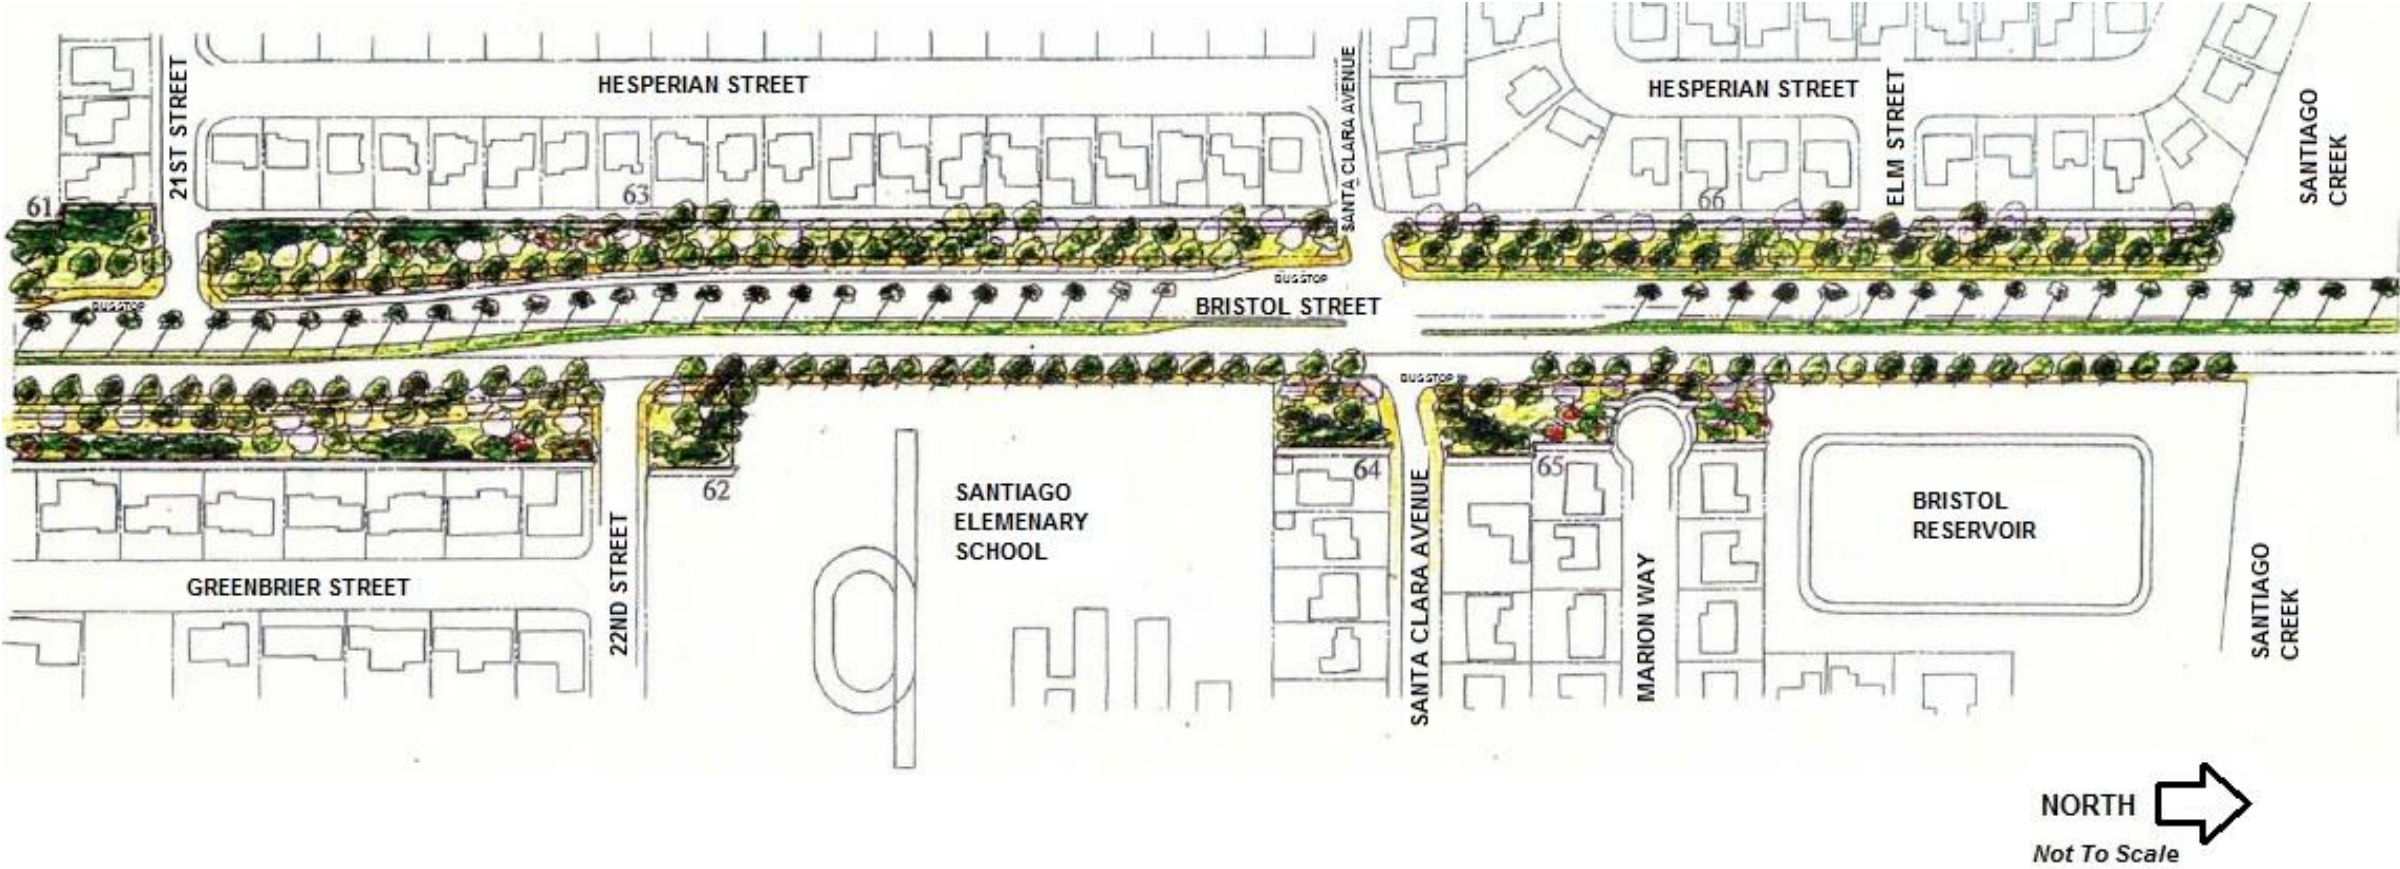 HESPERIAN STREET
HESPERIAN STREET
21ST STREET
SANTA CLARA AVENUE
ELM STREET
SANTIAGO
CREEK
61
63
66
BUS STOP
BUS STOP
BRISTOL STREET
BUS STOP
62
64
65
SANTIAGO
ELEMENARY
SCHOOL
BRISTOL
RESERVOIR
GREENBRIER STREET
22ND STREET
SANTA CLARA AVENUE
MARION WAY
SANTIAGO
CREEK
NORTH
Not To Scale